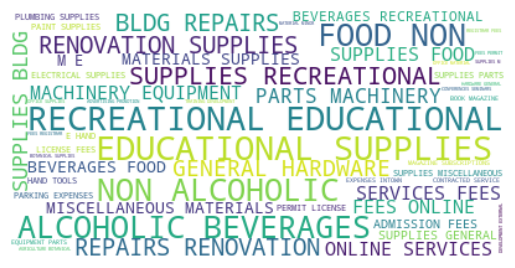 PLUMBING SUPPLIES
BLDG REPAIRS
BEVERAGES RECREATIONAL
PAINT SUPPLIES
FOOD NON
RENOVATION SUPPLIES
M E
MATERIALS SUPPLIES
SUPPLIES FOOD
ELECTRICAL SUPPLIES
SUPPLIES RECREATIONAL
SUPPLIES PARTS
MACHINERY EQUIPMENT
PARTS MACHINERY
BOOK MAGAZINE
SUPPLIES BLDG
RECREATIONAL EDUCATIONAL
E HAND
EDUCATIONAL SUPPLIES
LICENSE FEES
BEVERAGES FOOD
GENERAL HARDWARE
MAGAZINE SUBSCRIPTIONS
SUPPLIES MISCELLANEOUS
HAND TOOLS
NON ALCOHOLIC
EXPENSES INTOWN
CONTRACTED SERVICE
PARKING EXPENSES
SERVICES FEES
MISCELLANEOUS MATERIALS
PERMIT LICENSE
FEES ONLINE
ALCOHOLIC BEVERAGES
ADMISSION FEES
SUPPLIES GENERAL
EQUIPMENT PARTS
REPAIRS RENOVATION
ONLINE SERVICES